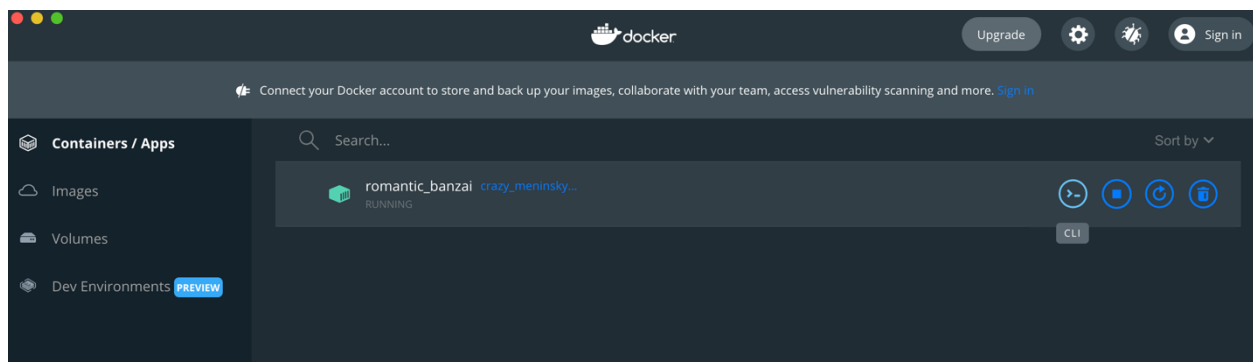 docker
Upgrade
Sign in
Connect your Docker account to store and back up your images, collaborate with your team, access vulnerability scanning and more. Sign in
Containers / Apps
Images
Volumes
Dev Environments PREVIEW
Search...
Sort by
romantic_banzai crazy_meninsky...
RUNNING
CLI